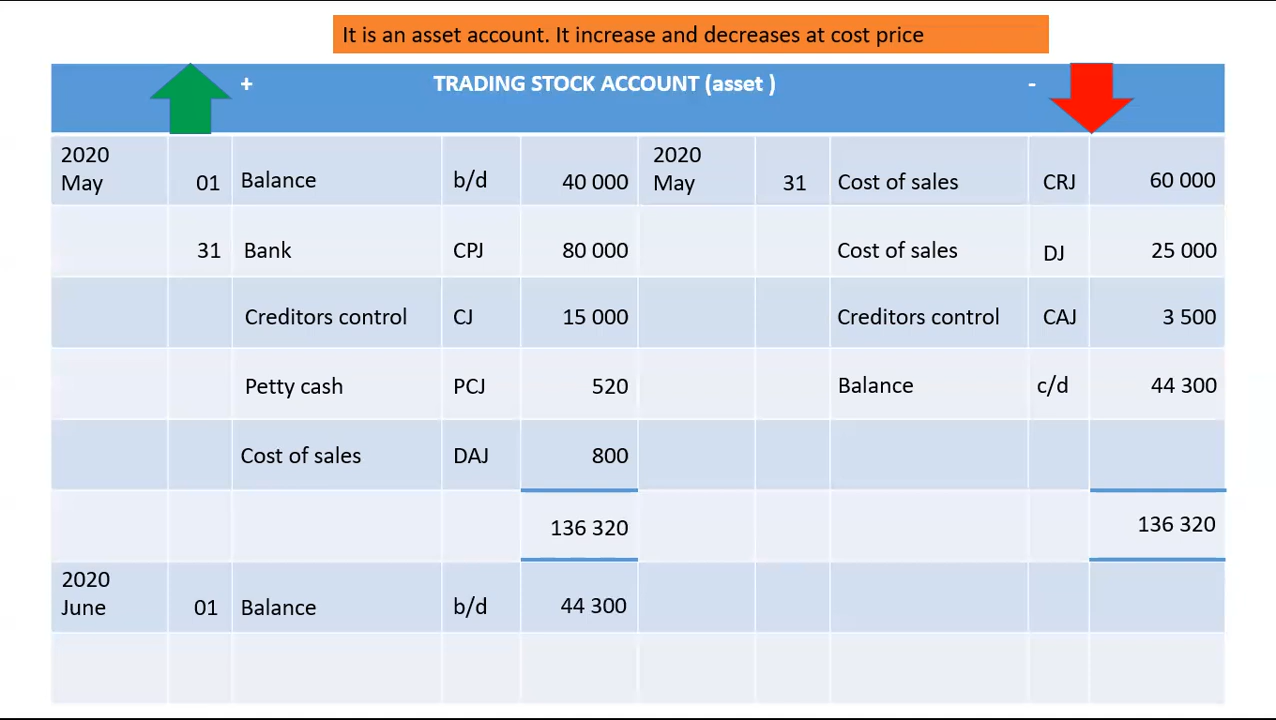 It is an asset account. It increase and decreases at cost price
+ TRADING STOCK ACCOUNT (asset ) -
2020 May 01 Balance b/d 40 000 2020 May 31 Cost of sales CRJ 60 000
31 Bank CPJ 80 000 Cost of sales DJ 25 000
Creditors control CJ 15 000 Creditors control CAJ 3 500
Petty cash PCJ 520 Balance c/d 44 300
Cost of sales DAJ 800
136 320 136 320
2020 June 01 Balance b/d 44 300